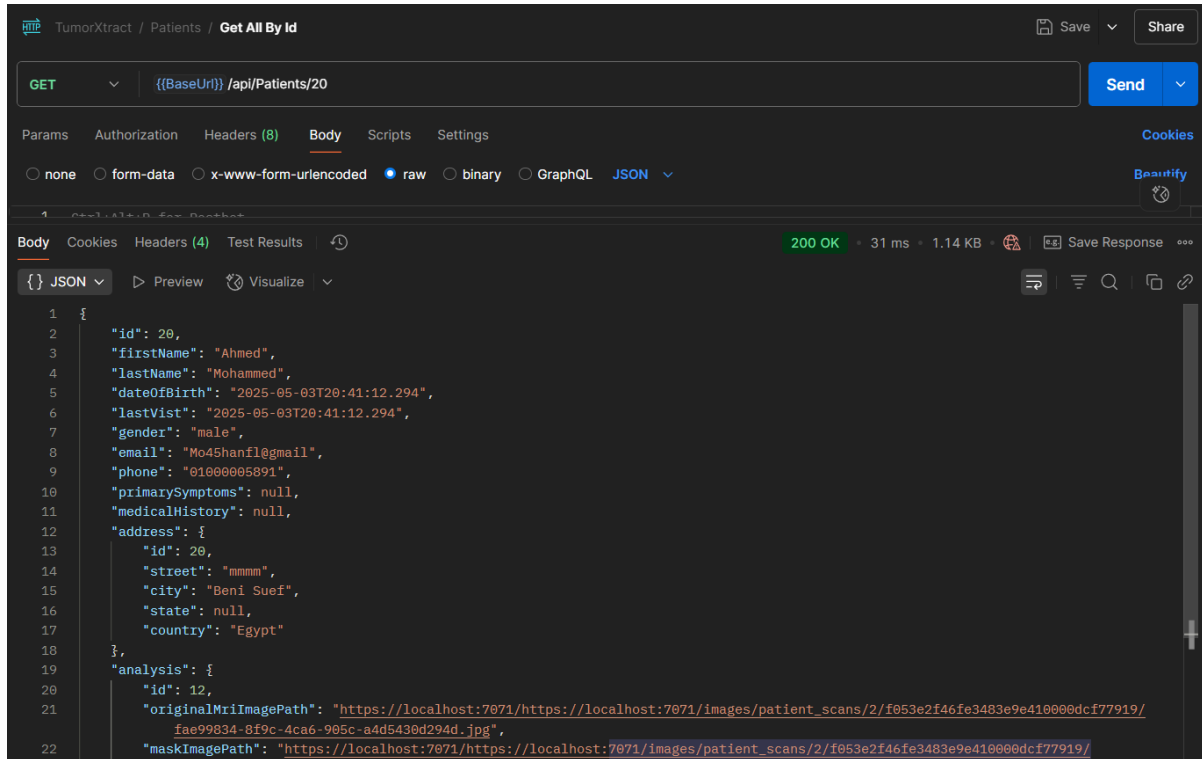 HTTP TumorXtract / Patients / Get All By Id Save Share
GET {{BaseUrl}} /api/Patients/20 Send
Params Authorization Headers (8) Body Scripts Settings Cookies
none form-data x-www-form-urlencoded raw binary GraphQL JSON Beautify
1 Ctrl+Alt+P for Postbot
Body Cookies Headers (4) Test Results 200 OK 31 ms 1.14 KB e.g. Save Response
{} JSON Preview Visualize
1 {
2 "id": 20,
3 "firstName": "Ahmed",
4 "lastName": "Mohammed",
5 "dateOfBirth": "2025-05-03T20:41:12.294",
6 "lastVist": "2025-05-03T20:41:12.294",
7 "gender": "male",
8 "email": "Mo45hanfl@gmail",
9 "phone": "01000005891",
10 "primarySymptoms": null,
11 "medicalHistory": null,
12 "address": {
13 "id": 20,
14 "street": "mmmm",
15 "city": "Beni Suef",
16 "state": null,
17 "country": "Egypt"
18 },
19 "analysis": {
20 "id": 12,
21 "originalMriImagePath": "https://localhost:7071/https://localhost:7071/images/patient_scans/2/f053e2f46fe3483e9e410000dcf77919/
fae99834-8f9c-4ca6-905c-a4d5430d294d.jpg",
22 "maskImagePath": "https://localhost:7071/https://localhost:7071/images/patient_scans/2/f053e2f46fe3483e9e410000dcf77919/